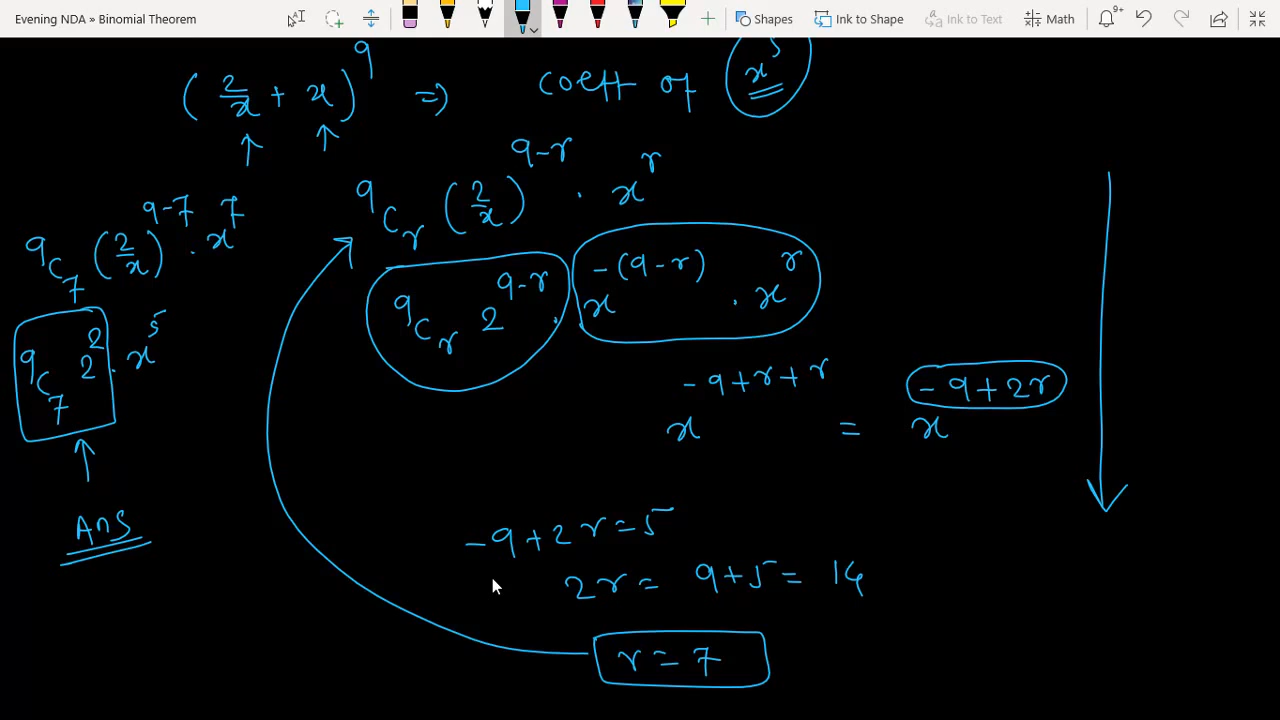 Evening NDA » Binomial Theorem
Shapes
Ink to Shape
Ink to Text
Math
9+
(2/x + x)^9 => coeff of x^5
9Cr (2/x)^(9-r) . x^r
9C7 (2/x)^(9-7) . x^7
9Cr 2^(9-r) . x^(-(9-r)) . x^r
9C7 2^2 . x^5
x^(-9+r+r) = x^(-9+2r)
Ans
-9+2r=5
2r= 9+5= 14
r=7